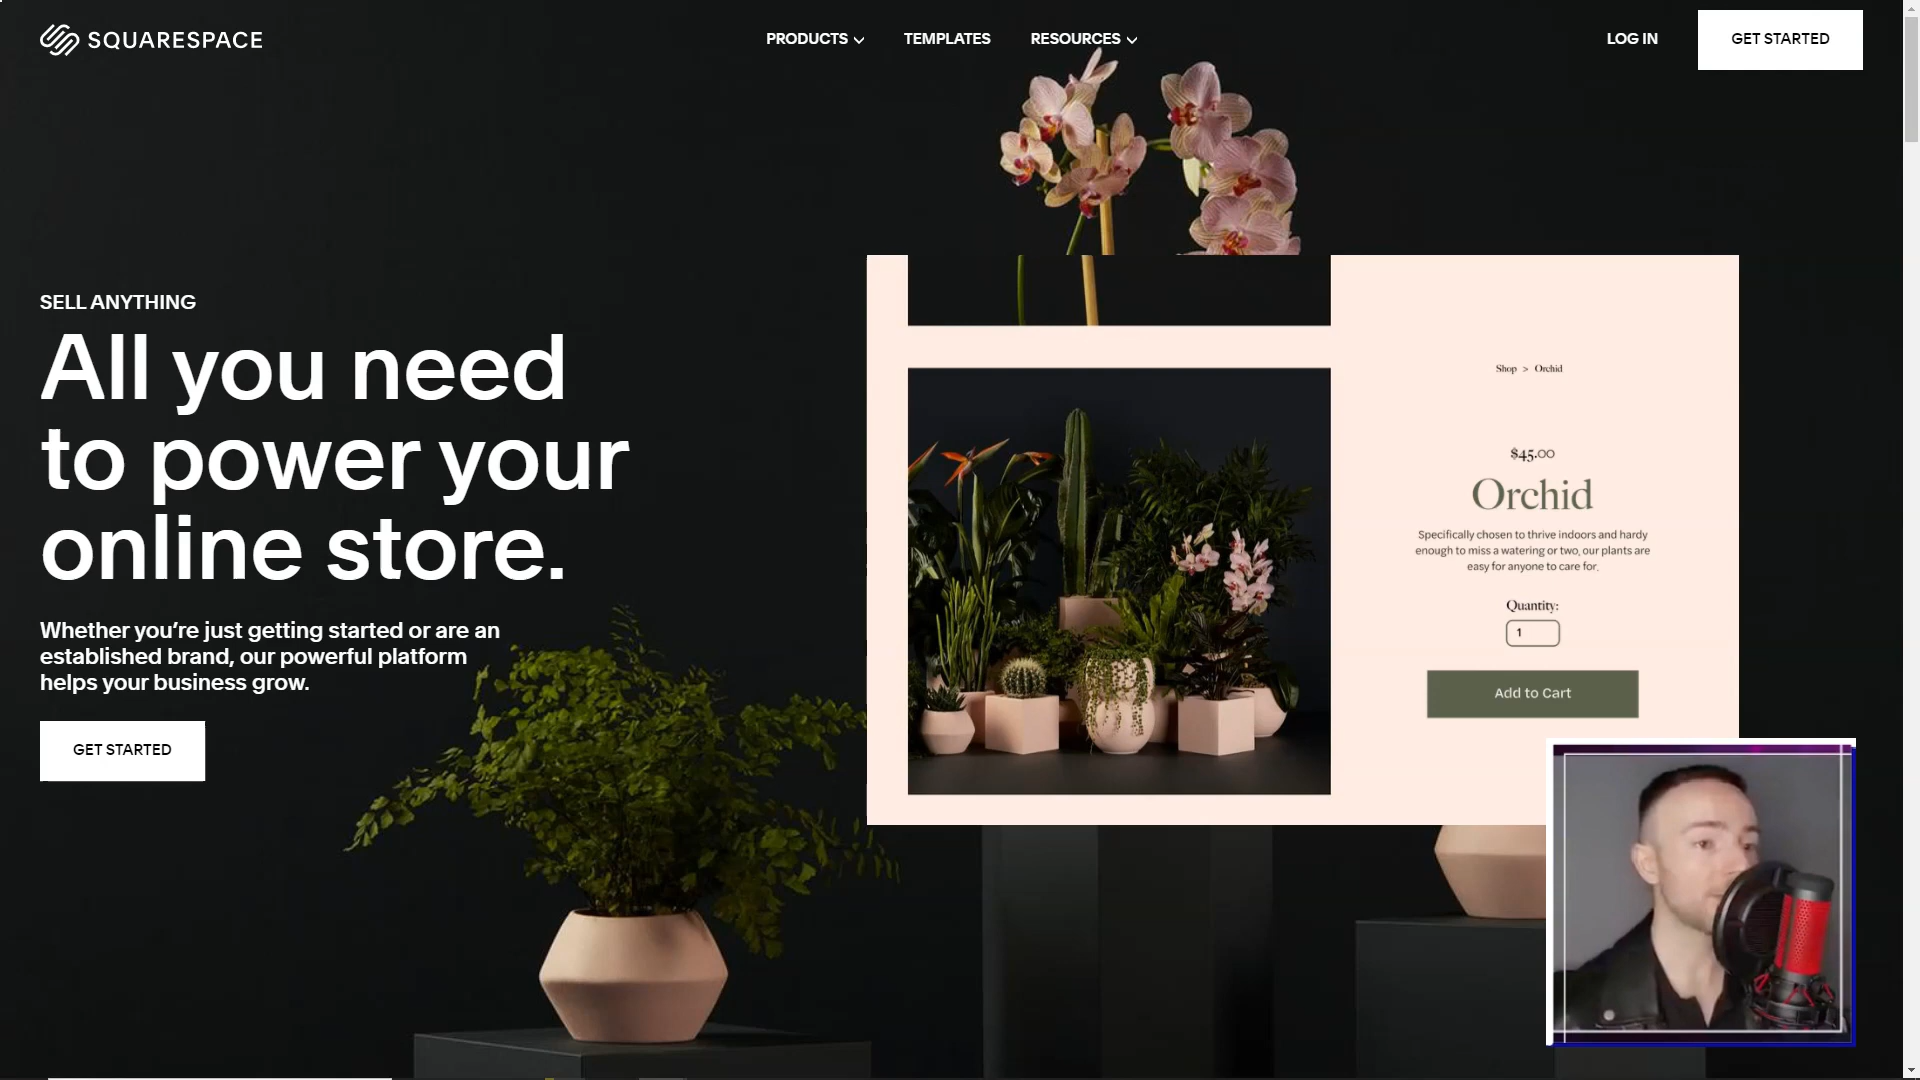 SQUARESPACE
PRODUCTS
TEMPLATES
RESOURCES
LOG IN
GET STARTED
SELL ANYTHING
All you need
to power your
online store.
Whether you’re just getting started or are an
established brand, our powerful platform
helps your business grow.
GET STARTED
Shop > Orchid
$45.00
Orchid
Specifically chosen to thrive indoors and hardy
enough to miss a watering or two, our plants are
easy for anyone to care for.
Quantity:
1
Add to Cart